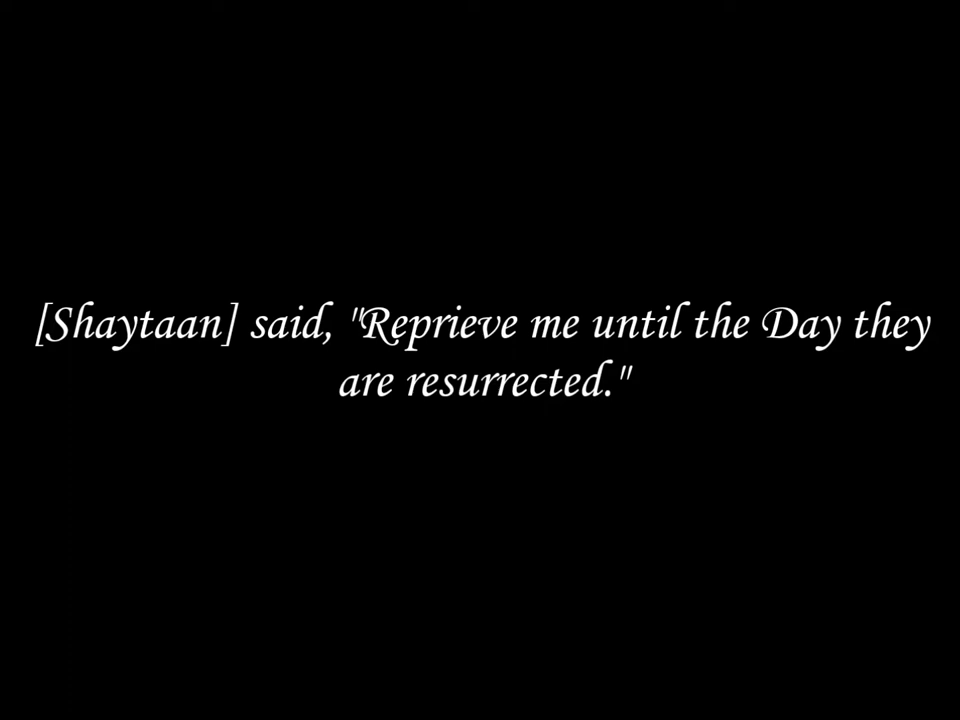 [Shaytaan] said, "Reprieve me until the Day they
are resurrected."